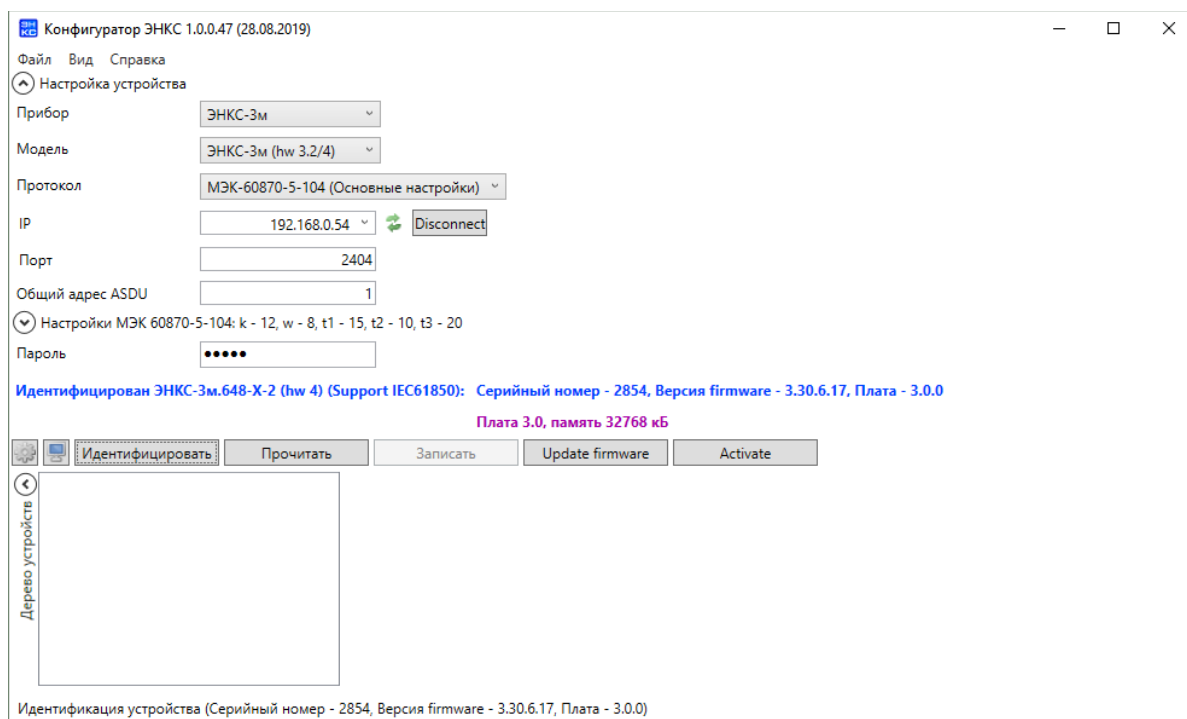 ЭН
КС
Конфигуратор ЭНКС 1.0.0.47 (28.08.2019)
Файл Вид Справка
Настройка устройства
Прибор ЭНКС-3м
Модель ЭНКС-3м (hw 3.2/4)
Протокол МЭК-60870-5-104 (Основные настройки)
IP 192.168.0.54 Disconnect
Порт 2404
Общий адрес ASDU 1
Настройки МЭК 60870-5-104: k - 12, w - 8, t1 - 15, t2 - 10, t3 - 20
Пароль ●●●●●
Идентифицирован ЭНКС-3м.648-X-2 (hw 4) (Support IEC61850): Серийный номер - 2854, Версия firmware - 3.30.6.17, Плата - 3.0.0
Плата 3.0, память 32768 кБ
Идентифицировать Прочитать Записать Update firmware Activate
Дерево устройств
Идентификация устройства (Серийный номер - 2854, Версия firmware - 3.30.6.17, Плата - 3.0.0)